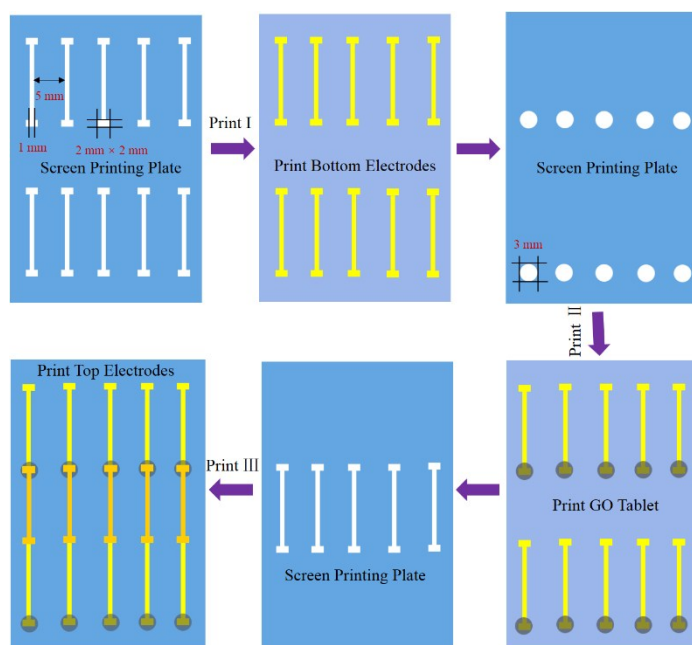 5 mm
1 mm
2 mm × 2 mm
Screen Printing Plate
Print Ⅰ
Print Bottom Electrodes
Screen Printing Plate
3 mm
Print Ⅱ
Print GO Tablet
Screen Printing Plate
Print Ⅲ
Print Top Electrodes